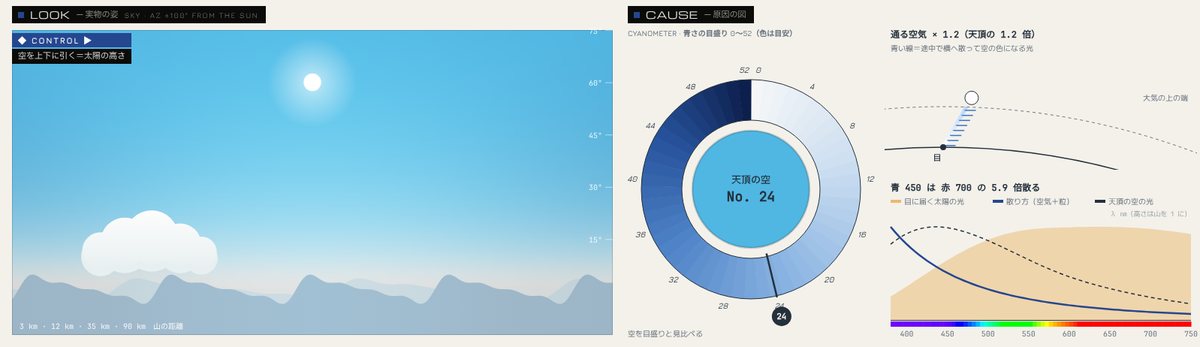 LOOK — 実物の姿 SKY · AZ +100° FROM THE SUN
◆ CONTROL ▶
空を上下に引く＝太陽の高さ
75°
60°
45°
30°
15°
3 km · 12 km · 35 km · 90 km 山の距離
CAUSE — 原因の図
CYANOMETER · 青さの目盛り 0〜52（色は目安）
52 0
4
8
12
16
20
24
28
32
36
40
44
48
天頂の空
No. 24
24
空を目盛りと見比べる
通る空気 × 1.2（天頂の 1.2 倍）
青い線＝途中で横へ散って空の色になる光
大気の上の端
目
青 450 は 赤 700 の 5.9 倍散る
目に届く太陽の光
散り方（空気＋粒）
天頂の空の光
λ nm（高さは山を 1 に）
400 450 500 550 600 650 700 750